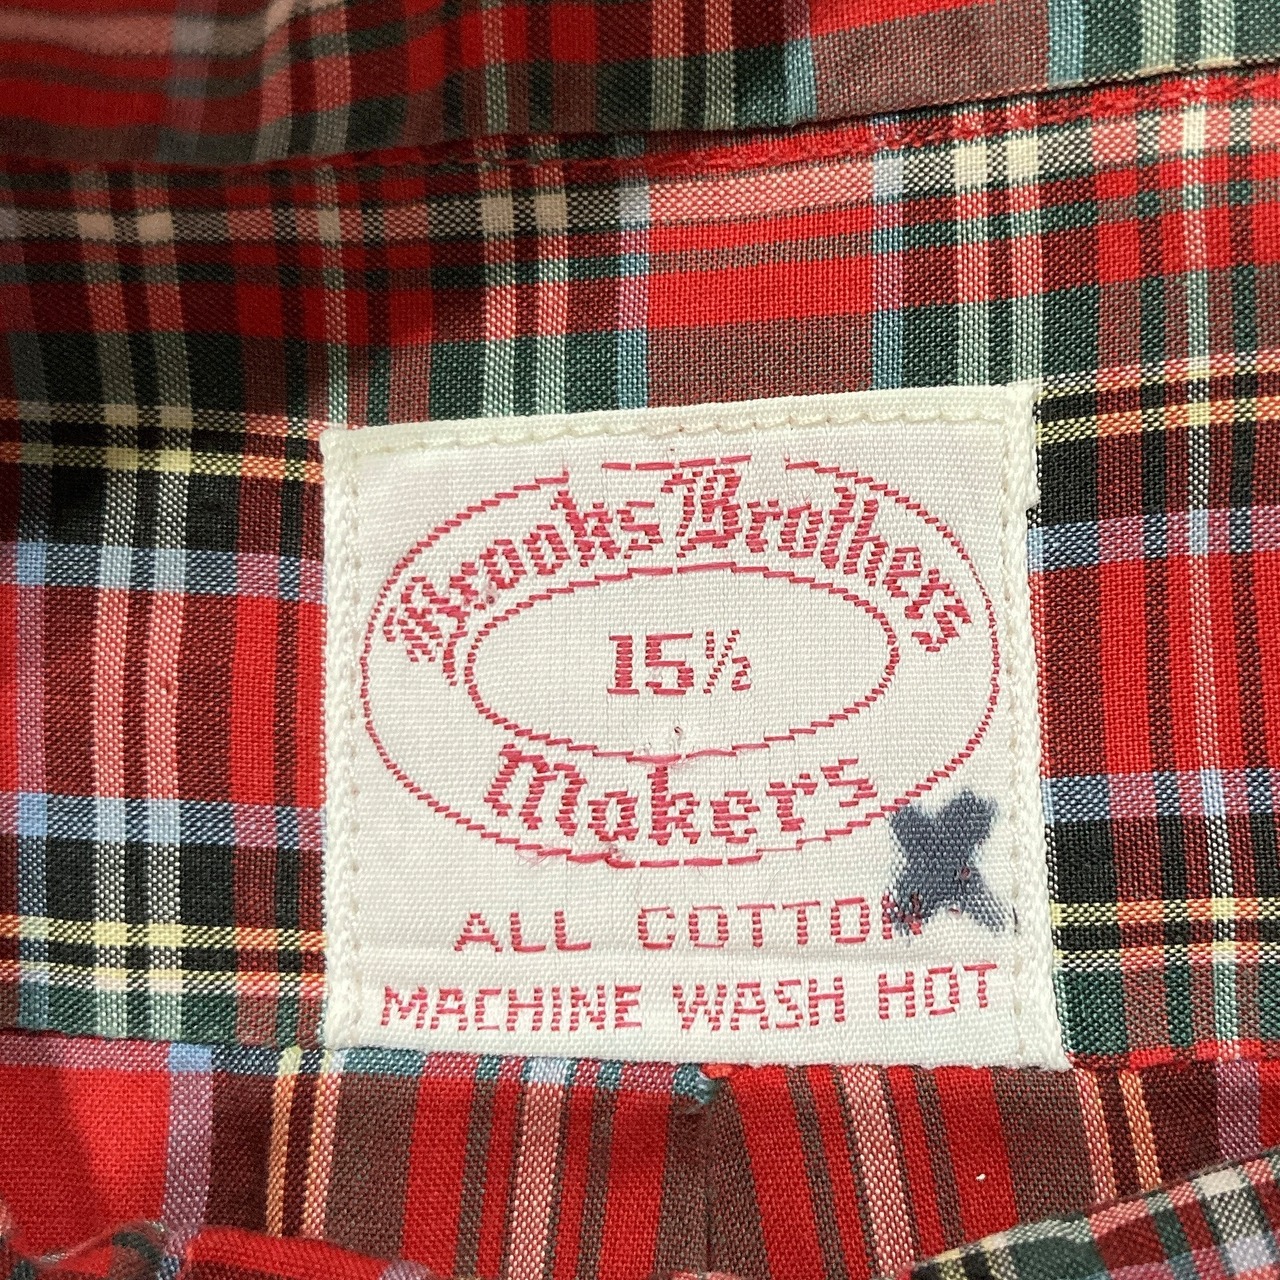 Brooks Brothers
15½
Makers
ALL COTTON
MACHINE WASH HOT